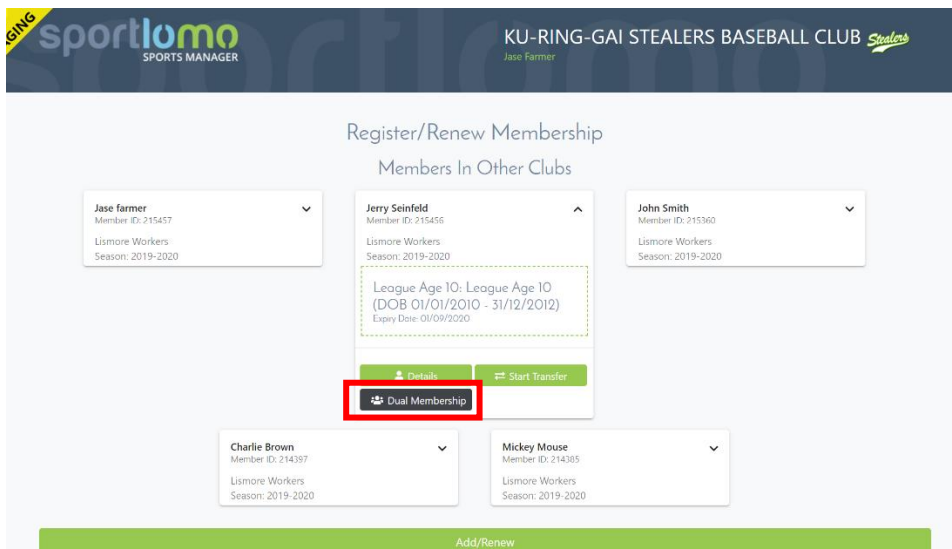 GING
sportlomo
SPORTS MANAGER
KU-RING-GAI STEALERS BASEBALL CLUB Stealers
Jase Farmer
Register/Renew Membership
Members In Other Clubs
Jase farmer
Member ID: 215457
Lismore Workers
Season: 2019-2020
Jerry Seinfeld
Member ID: 215456
Lismore Workers
Season: 2019-2020
League Age 10: League Age 10
(DOB 01/01/2010 - 31/12/2012)
Expiry Date: 01/09/2020
Details
Start Transfer
Dual Membership
John Smith
Member ID: 215360
Lismore Workers
Season: 2019-2020
Charlie Brown
Member ID: 214397
Lismore Workers
Season: 2019-2020
Mickey Mouse
Member ID: 214385
Lismore Workers
Season: 2019-2020
Add/Renew